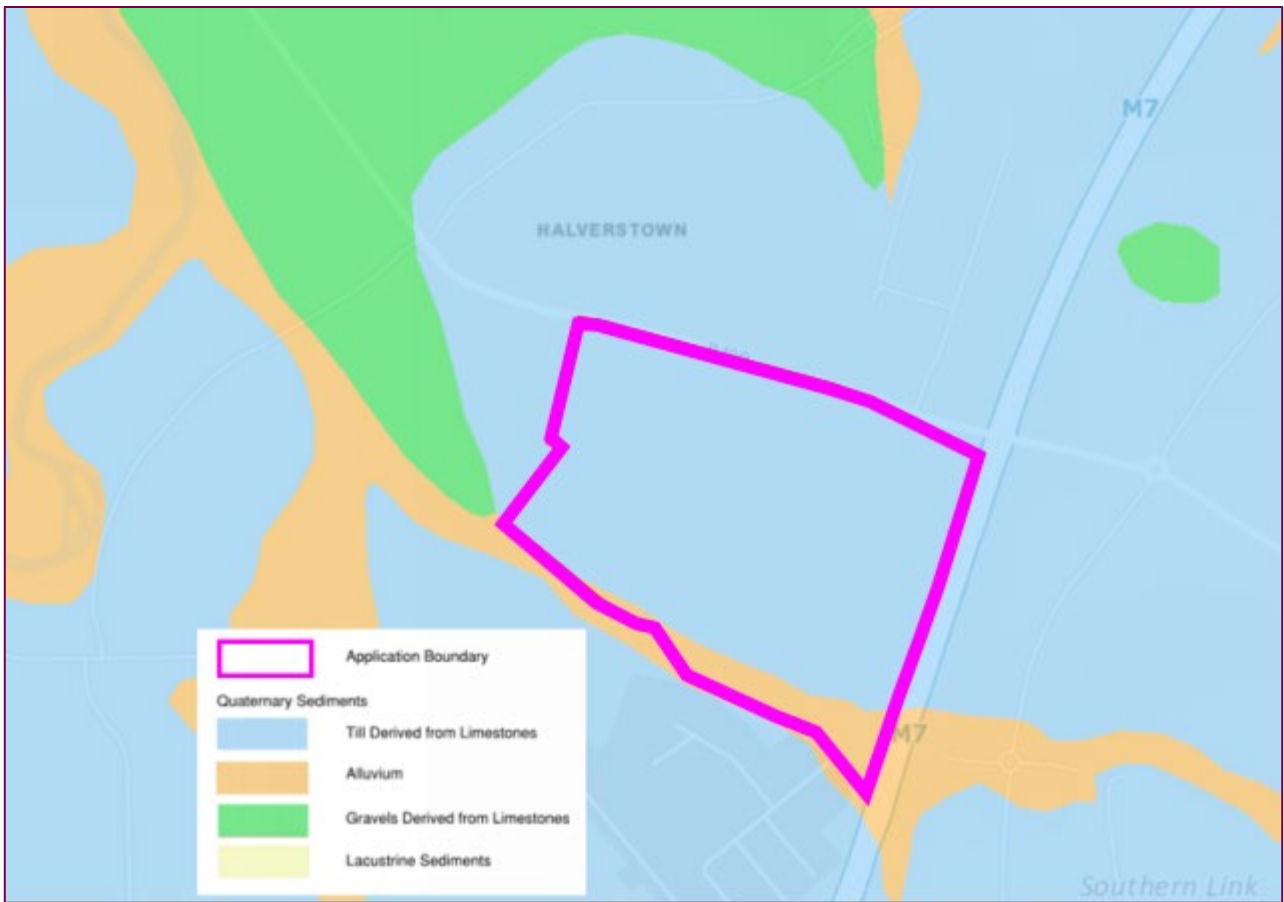 M7
HALVERSTOWN
M7
Application Boundary
Quaternary Sediments
Till Derived from Limestones
Alluvium
Gravels Derived from Limestones
Lacustrine Sediments
Southern Link